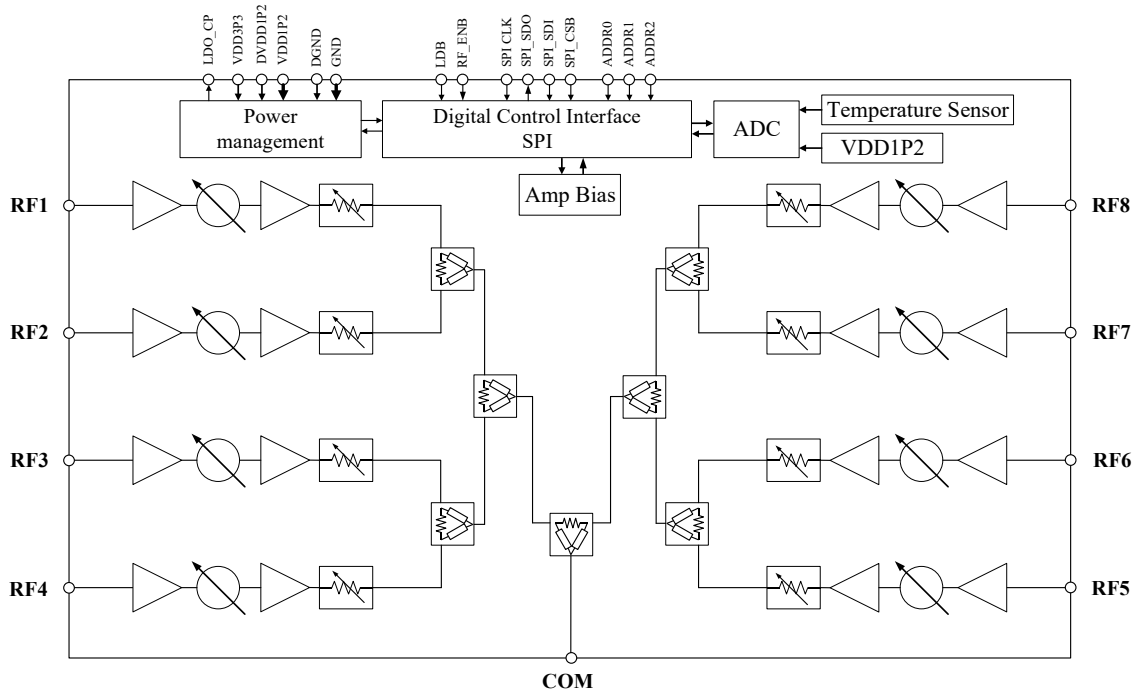 LDO_CP
VDD3P3
DVDD1P2
VDD1P2
DGND
GND
LDB
RF_ENB
SPI CLK
SPI_SDO
SPI_SDI
SPI_CSB
ADDR0
ADDR1
ADDR2
Power
management
Digital Control Interface
SPI
ADC
Temperature Sensor
VDD1P2
Amp Bias
RF1
RF8
RF2
RF7
RF3
RF6
RF4
RF5
COM